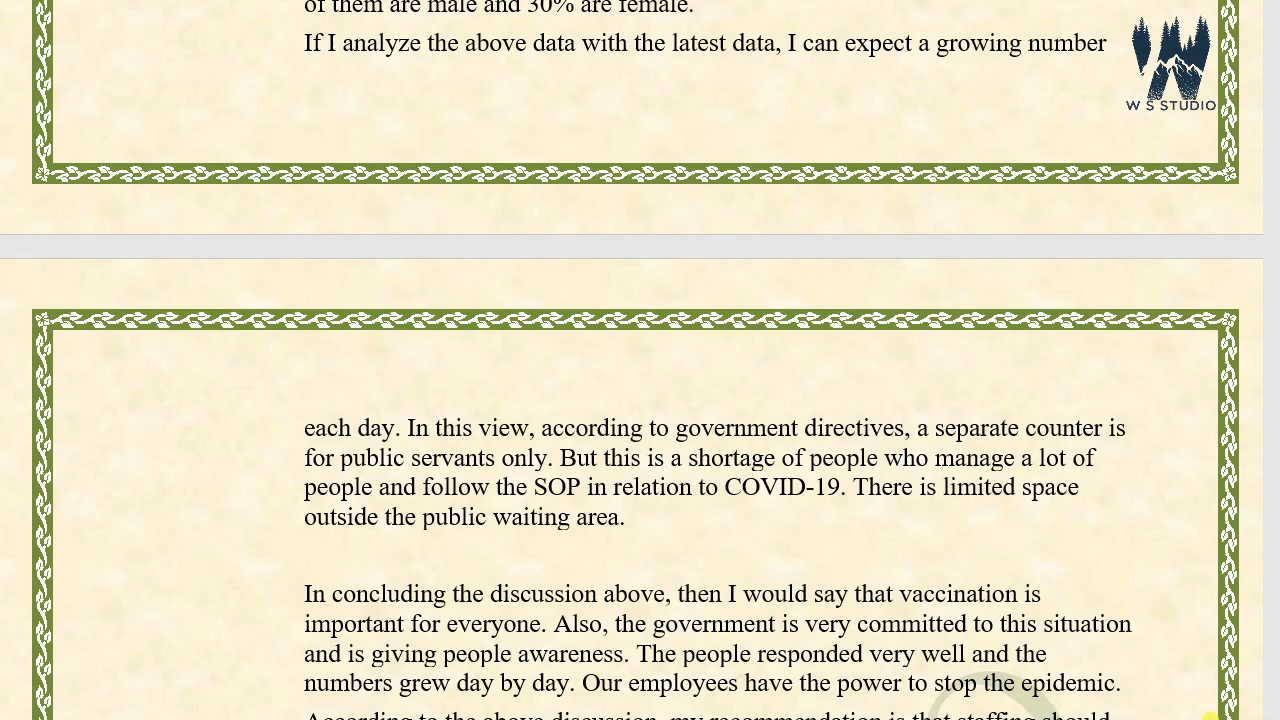 of them are male and 30% are female.
If I analyze the above data with the latest data, I can expect a growing number
W S STUDIO
each day. In this view, according to government directives, a separate counter is
for public servants only. But this is a shortage of people who manage a lot of
people and follow the SOP in relation to COVID-19. There is limited space
outside the public waiting area.
In concluding the discussion above, then I would say that vaccination is
important for everyone. Also, the government is very committed to this situation
and is giving people awareness. The people responded very well and the
numbers grew day by day. Our employees have the power to stop the epidemic.
According to the above discussion, my recommendation is that staffing should